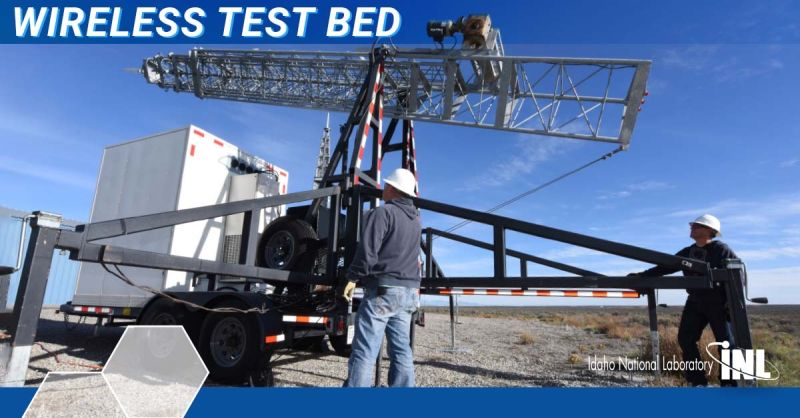 WIRELESS TEST BED
Idaho National Laboratory
INL